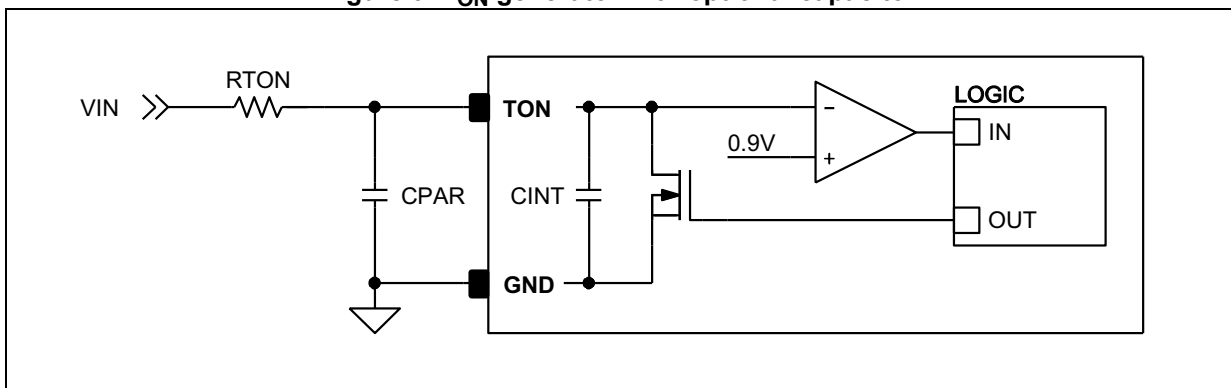 RTON
VIN
TON
LOGIC
IN
0.9V
CPAR
CINT
OUT
GND
−
+